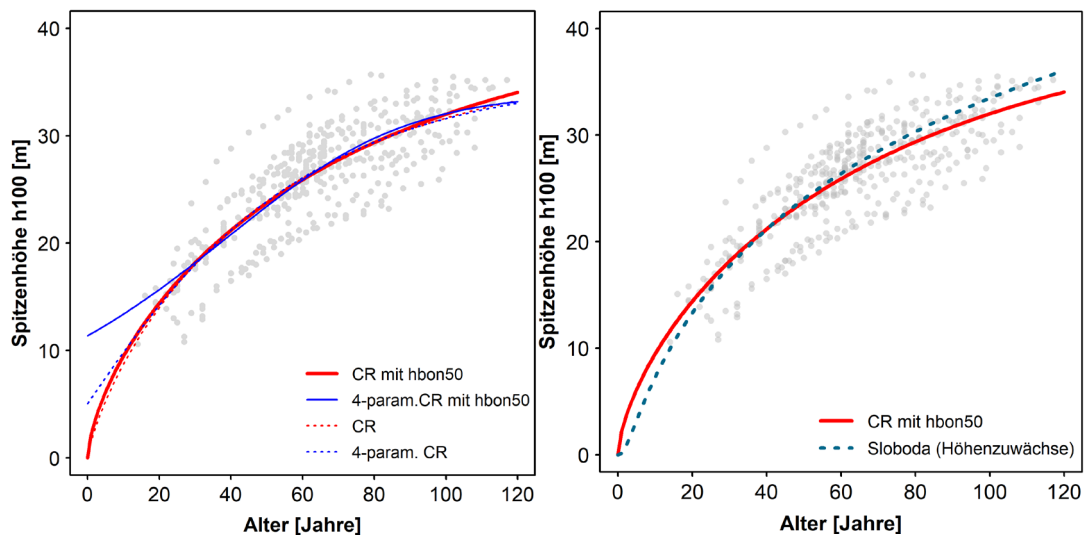 40
30
20
10
0
Spitzenhöhe h100 [m]
CR mit hbon50
4-param.CR mit hbon50
CR
4-param. CR
0 20 40 60 80 100 120
Alter [Jahre]
40
30
20
10
0
Spitzenhöhe h100 [m]
CR mit hbon50
Sloboda (Höhenzuwächse)
0 20 40 60 80 100 120
Alter [Jahre]